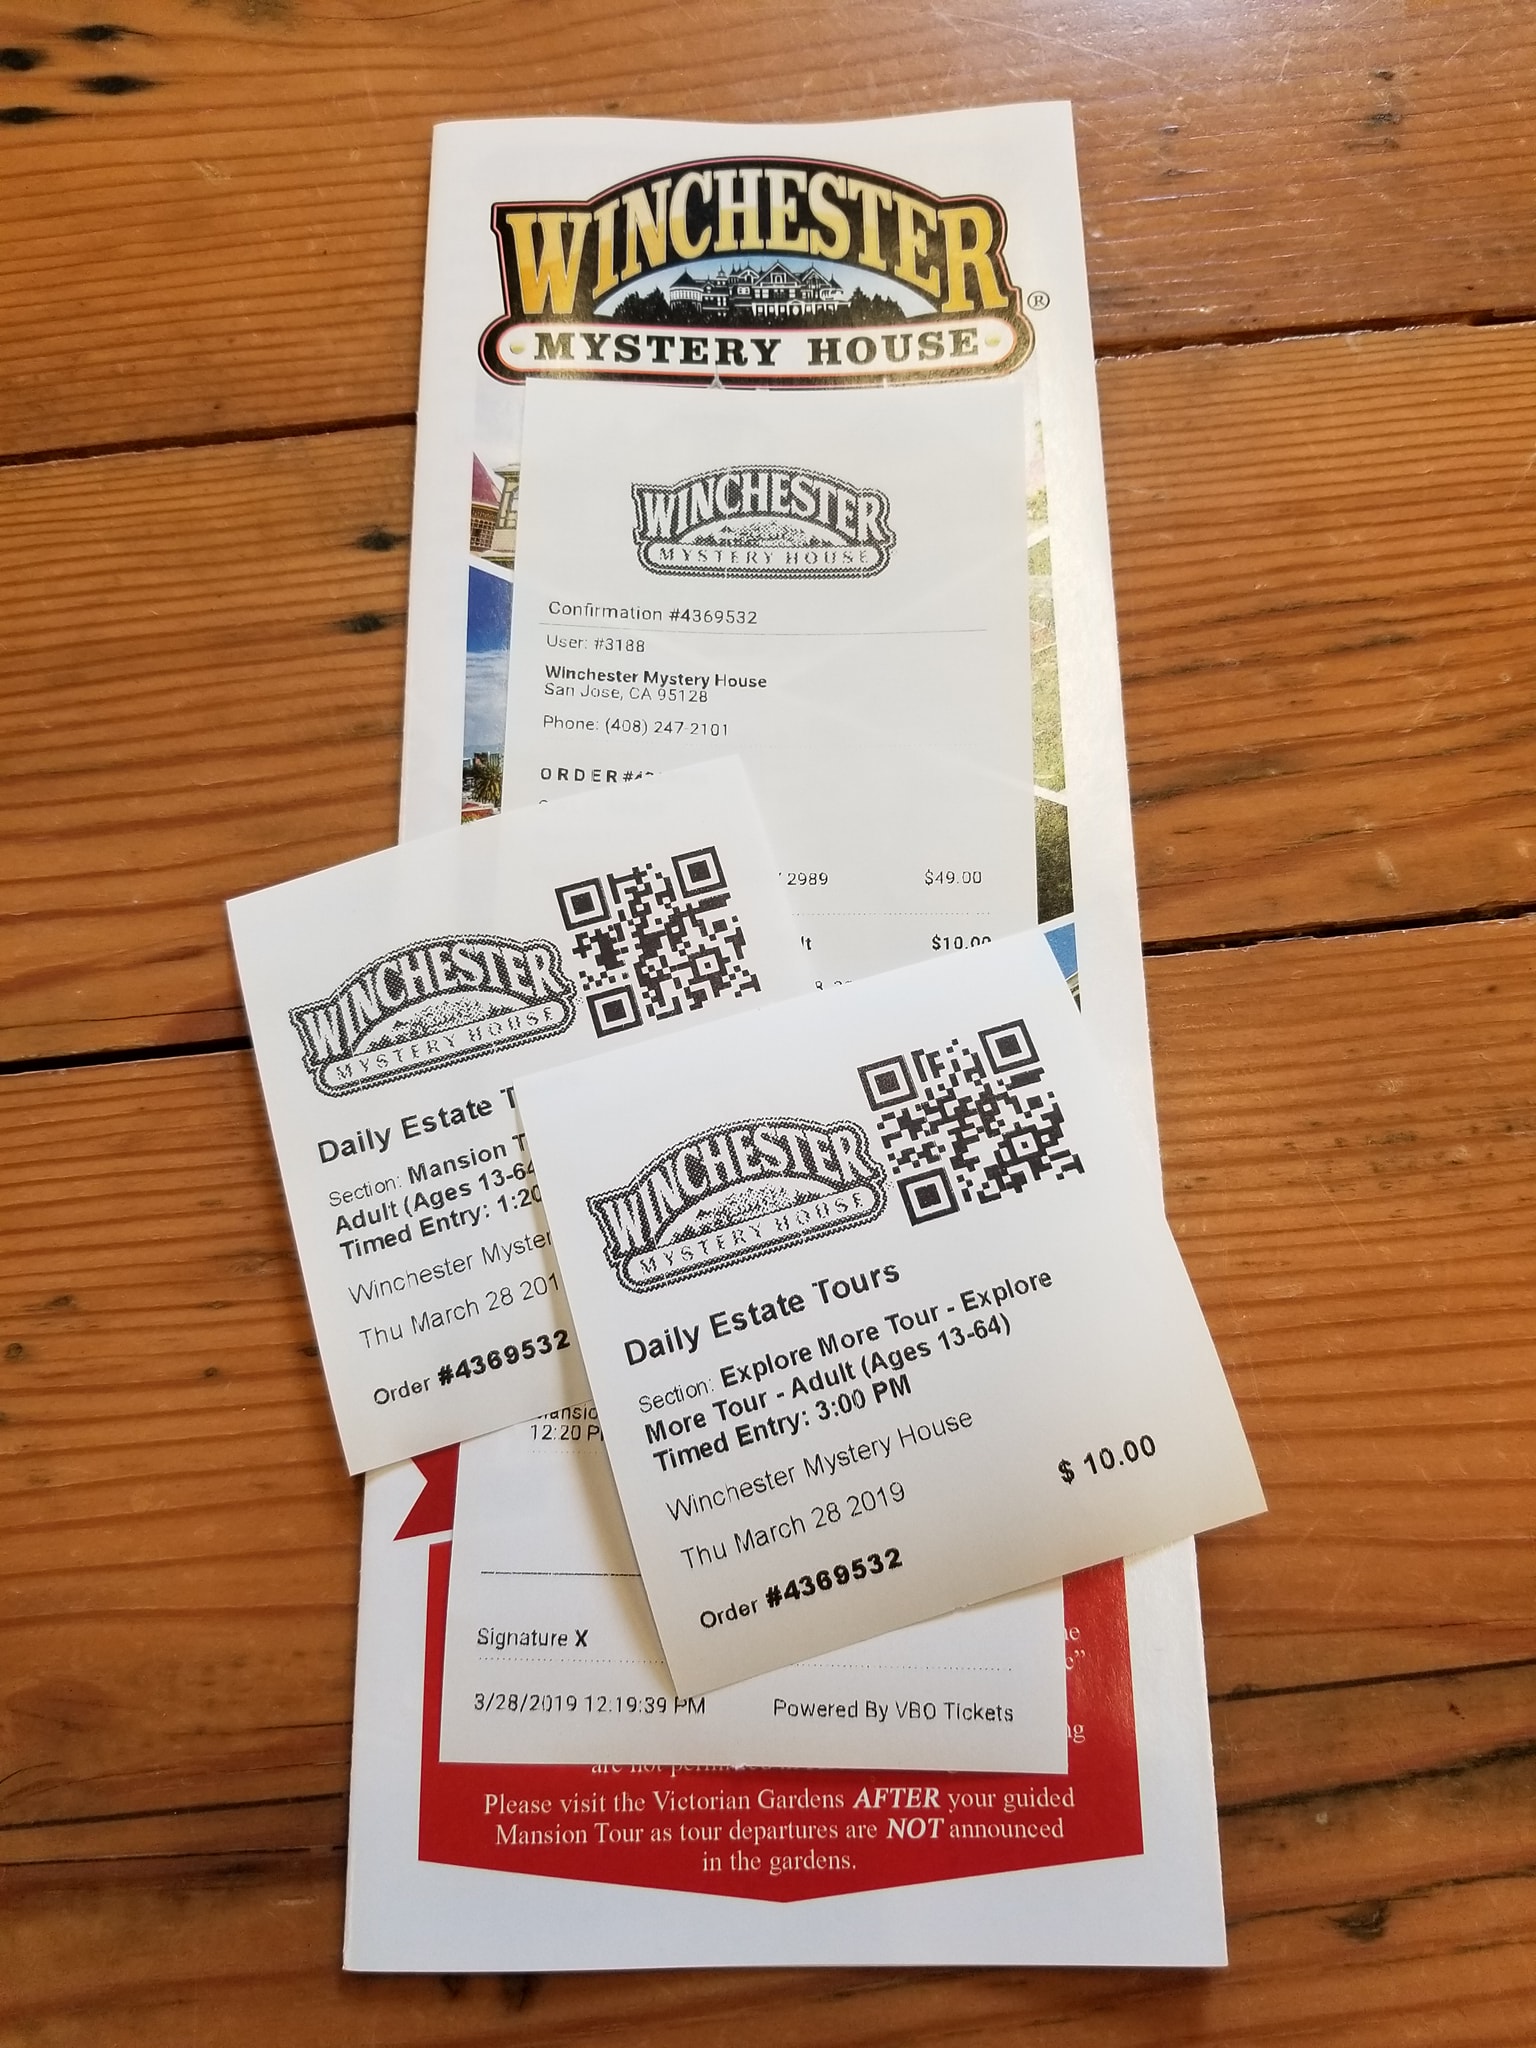 WINCHESTER
MYSTERY HOUSE
®
WINCHESTER
MYSTERY HOUSE
Confirmation #4369532
User: #3188
Winchester Mystery House
San Jose, CA 95128
Phone: (408) 247-2101
ORDER
2989 $49.00
$10.00
WINCHESTER
MYSTERY HOUSE
Daily Estate T
Section: Mansion T
Adult (Ages 13-64
Timed Entry: 1:20
Winchester Myster
Thu March 28 201
Order #4369532
WINCHESTER
MYSTERY HOUSE
Daily Estate Tours
Section: Explore More Tour - Explore
More Tour - Adult (Ages 13-64)
Timed Entry: 3:00 PM
Winchester Mystery House
Thu March 28 2019
$ 10.00
Order #4369532
12:20 P
Signature X
3/28/2019 12:19:39 PM Powered By VBO Tickets
are not
Please visit the Victorian Gardens AFTER your guided
Mansion Tour as tour departures are NOT announced
in the gardens.